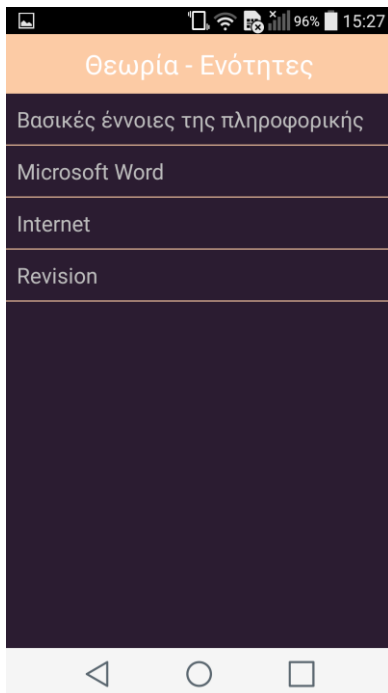 96% 15:27
Θεωρία - Ενότητες
Βασικές έννοιες της πληροφορικής
Microsoft Word
Internet
Revision